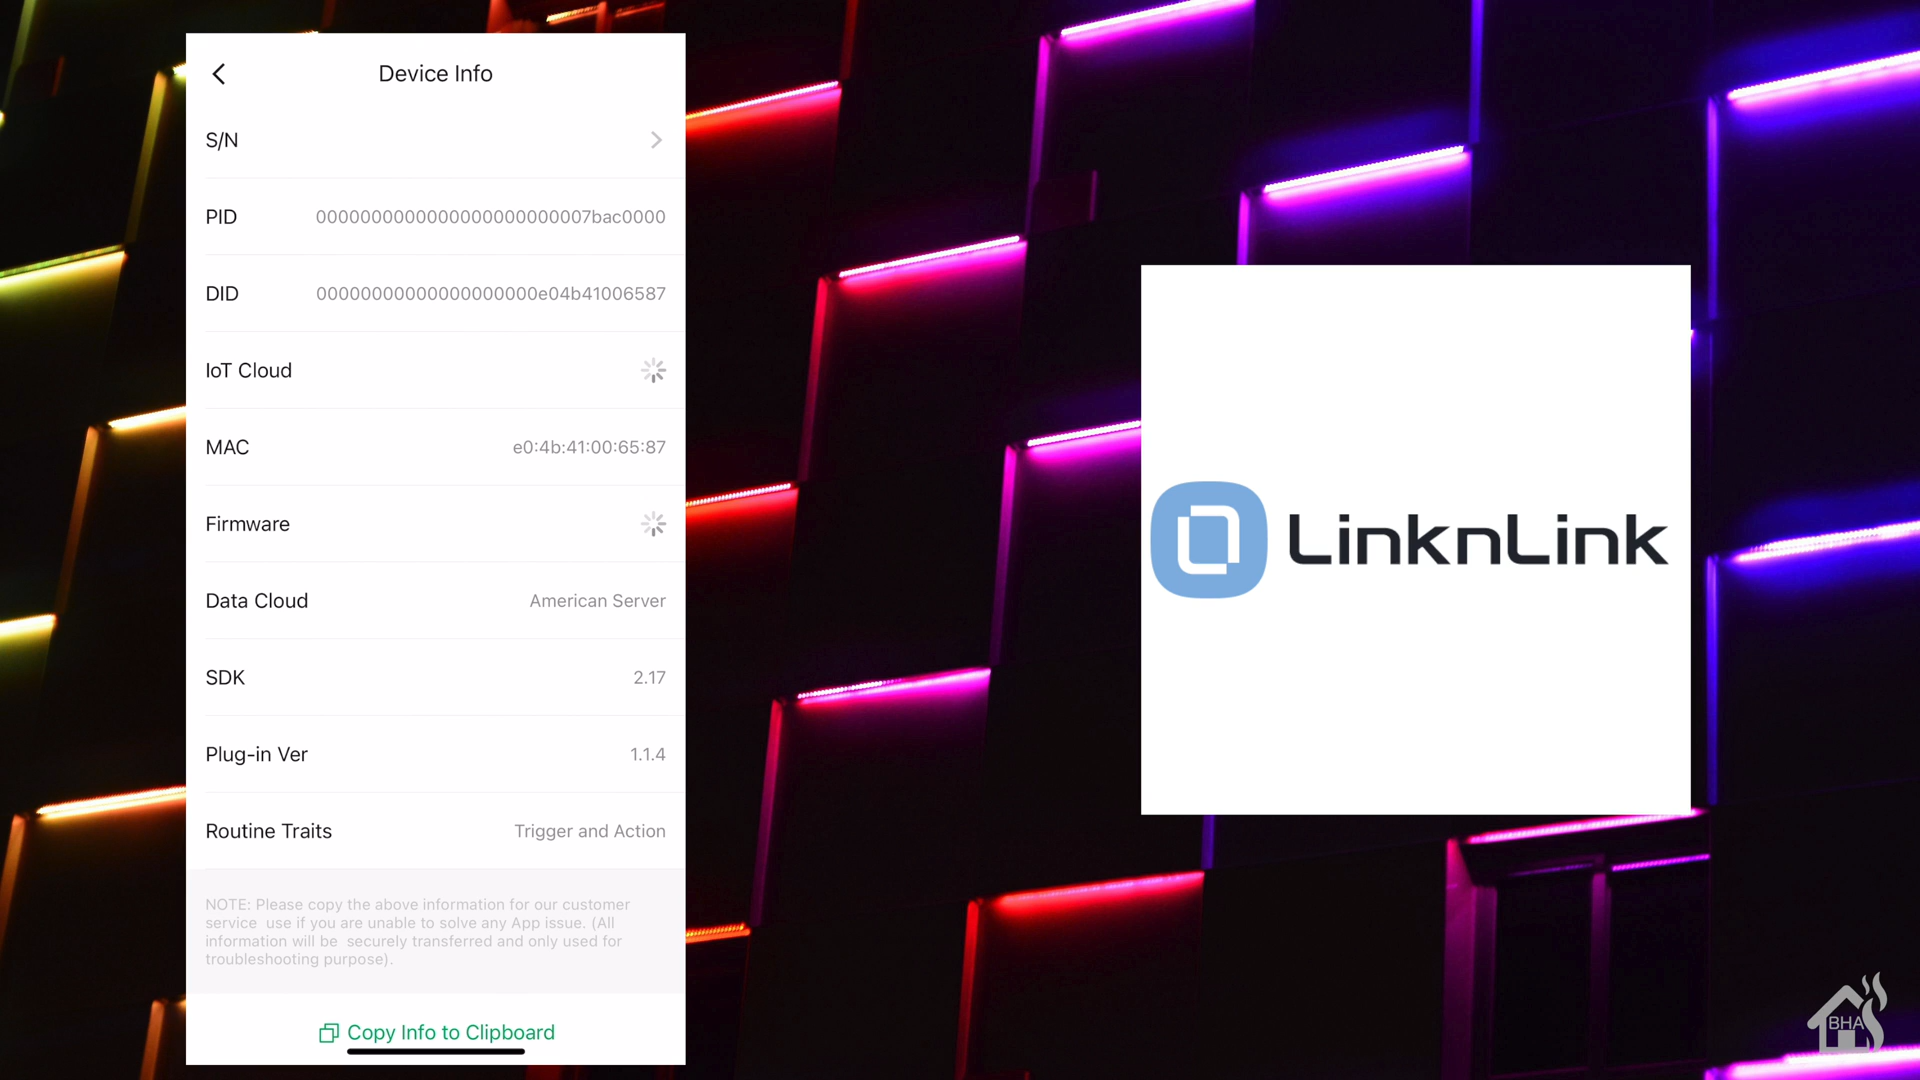 Device Info
S/N
PID 00000000000000000000000007bac0000
DID 00000000000000000000e04b41006587
IoT Cloud
MAC e0:4b:41:00:65:87
Firmware
Data Cloud American Server
SDK 2.17
Plug-in Ver 1.1.4
Routine Traits Trigger and Action
NOTE: Please copy the above information for our customer
service use if you are unable to solve any App issue. (All
information will be securely transferred and only used for
troubleshooting purpose).
Copy Info to Clipboard
LinknLink
BHA